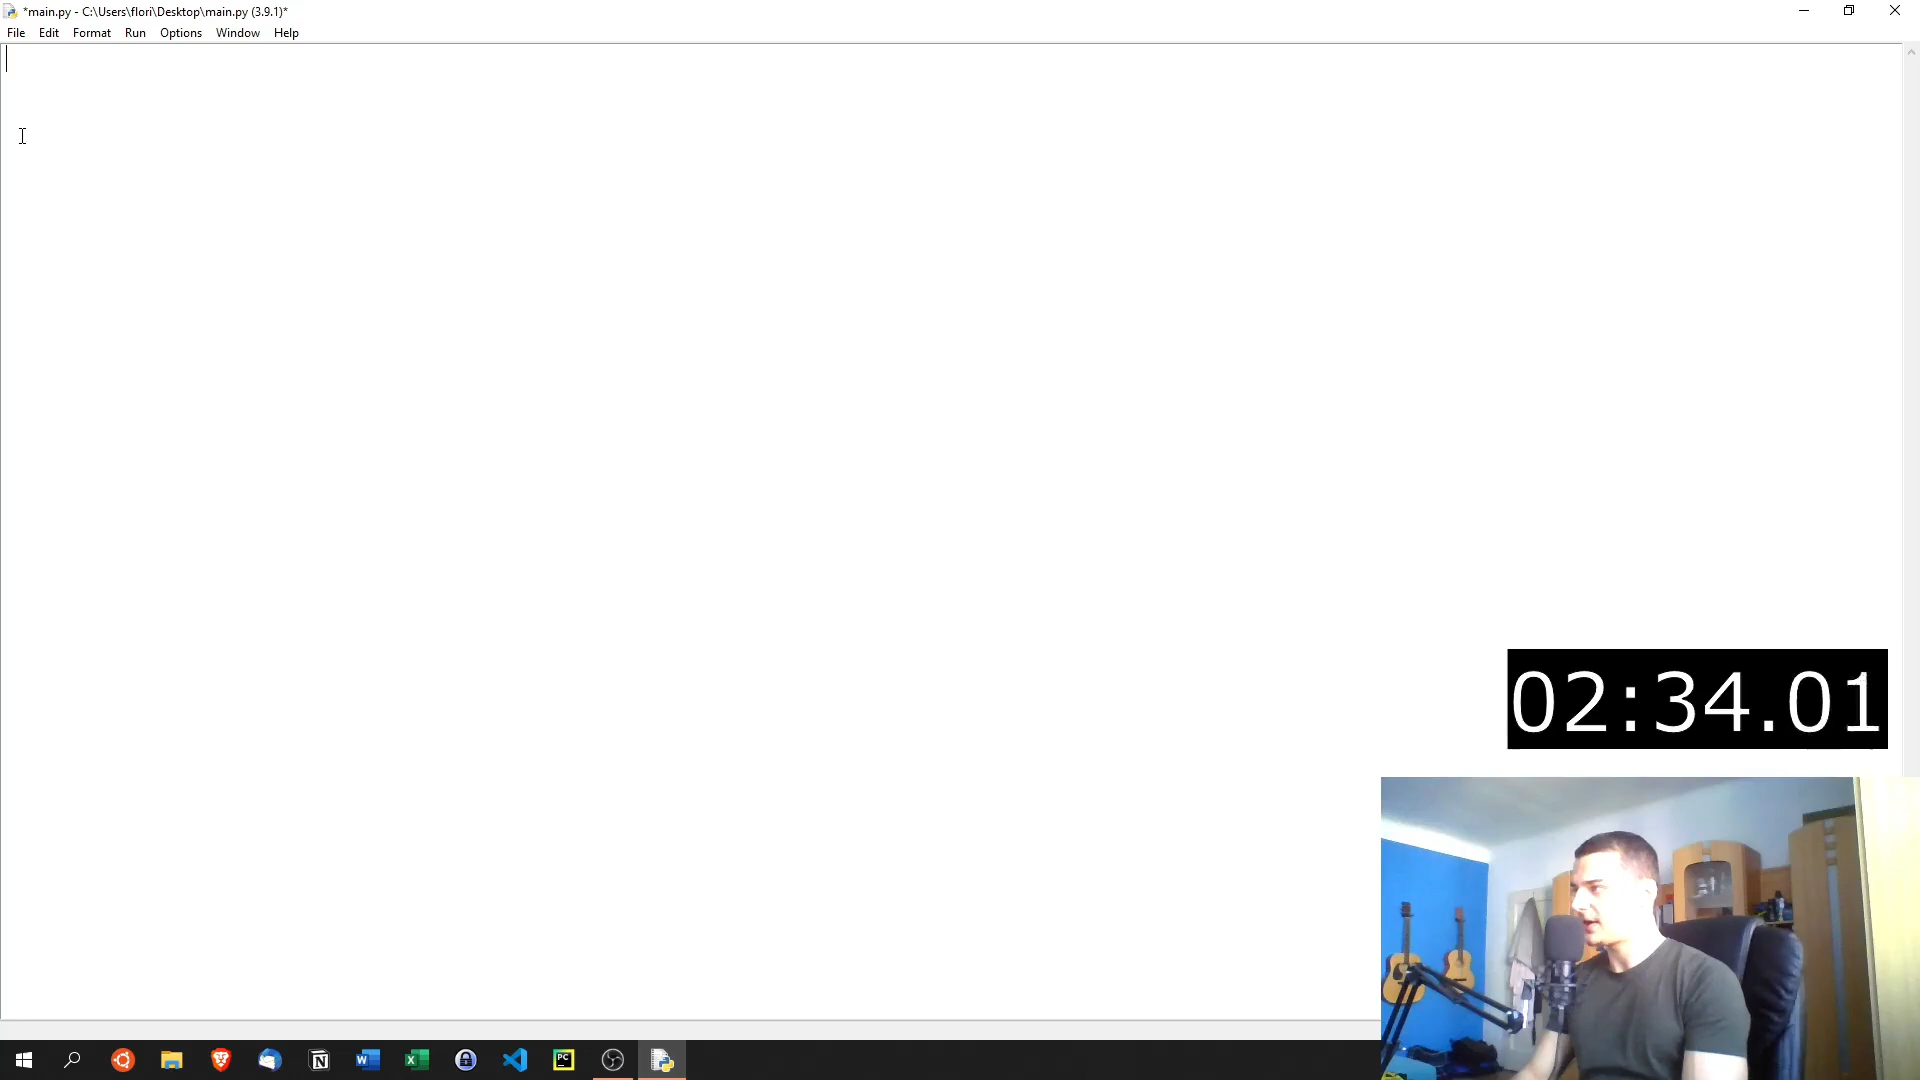 *main.py - C:\Users\flori\Desktop\main.py (3.9.1)*
File Edit Format Run Options Window Help
02:34.01
N
W
X
PC